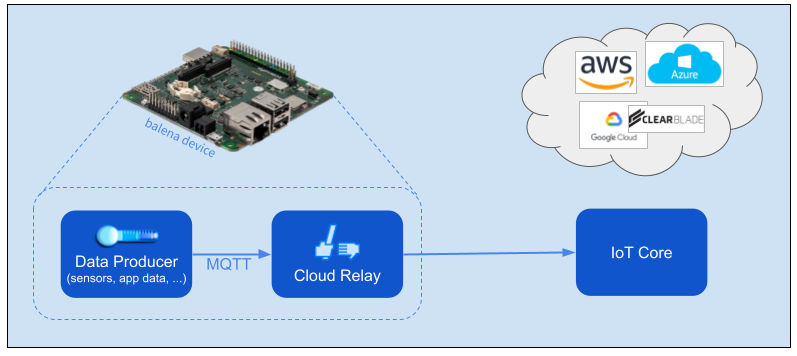 aws
Azure
Google Cloud
CLEARBLADE
balena device
Data Producer
(sensors, app data, ...)
MQTT
Cloud Relay
IoT Core